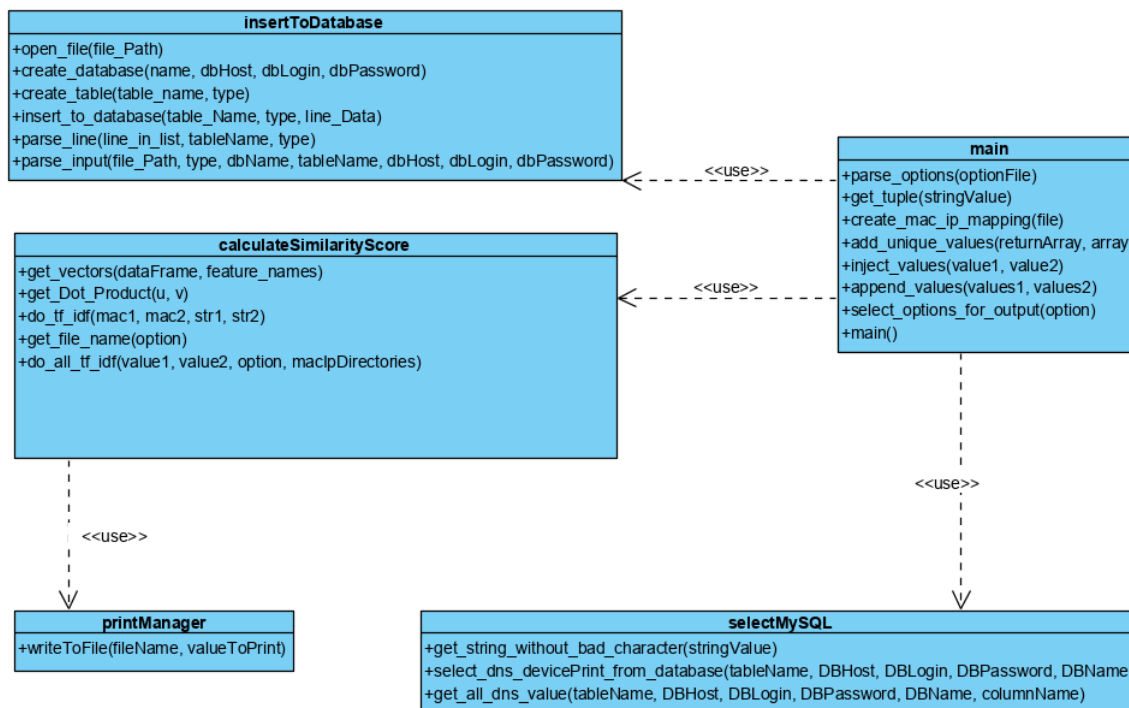 insertToDatabase
+open_file(file_Path)
+create_database(name, dbHost, dbLogin, dbPassword)
+create_table(table_name, type)
+insert_to_database(table_Name, type, line_Data)
+parse_line(line_in_list, tableName, type)
+parse_input(file_Path, type, dbName, tableName, dbHost, dbLogin, dbPassword)
<<use>>
main
+parse_options(optionFile)
+get_tuple(stringValue)
+create_mac_ip_mapping(file)
+add_unique_values(returnArray, array
+inject_values(value1, value2)
+append_values(values1, values2)
+select_options_for_output(option)
+main()
calculateSimilarityScore
+get_vectors(dataFrame, feature_names)
+get_Dot_Product(u, v)
+do_tf_idf(mac1, mac2, str1, str2)
+get_file_name(option)
+do_all_tf_idf(value1, value2, option, macIpDirectories)
<<use>>
<<use>>
<<use>>
printManager
+writeToFile(fileName, valueToPrint)
selectMySQL
+get_string_without_bad_character(stringValue)
+select_dns_devicePrint_from_database(tableName, DBHost, DBLogin, DBPassword, DBName
+get_all_dns_value(tableName, DBHost, DBLogin, DBPassword, DBName, columnName)